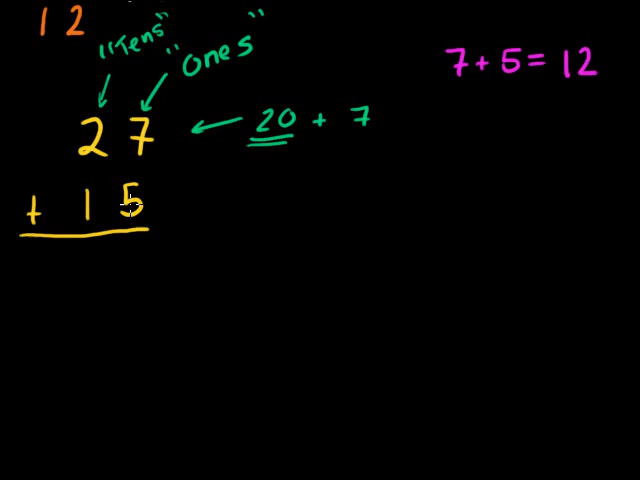 12
"Tens" "ones"
7 + 5 = 12
27 ← 20 + 7
+ 15